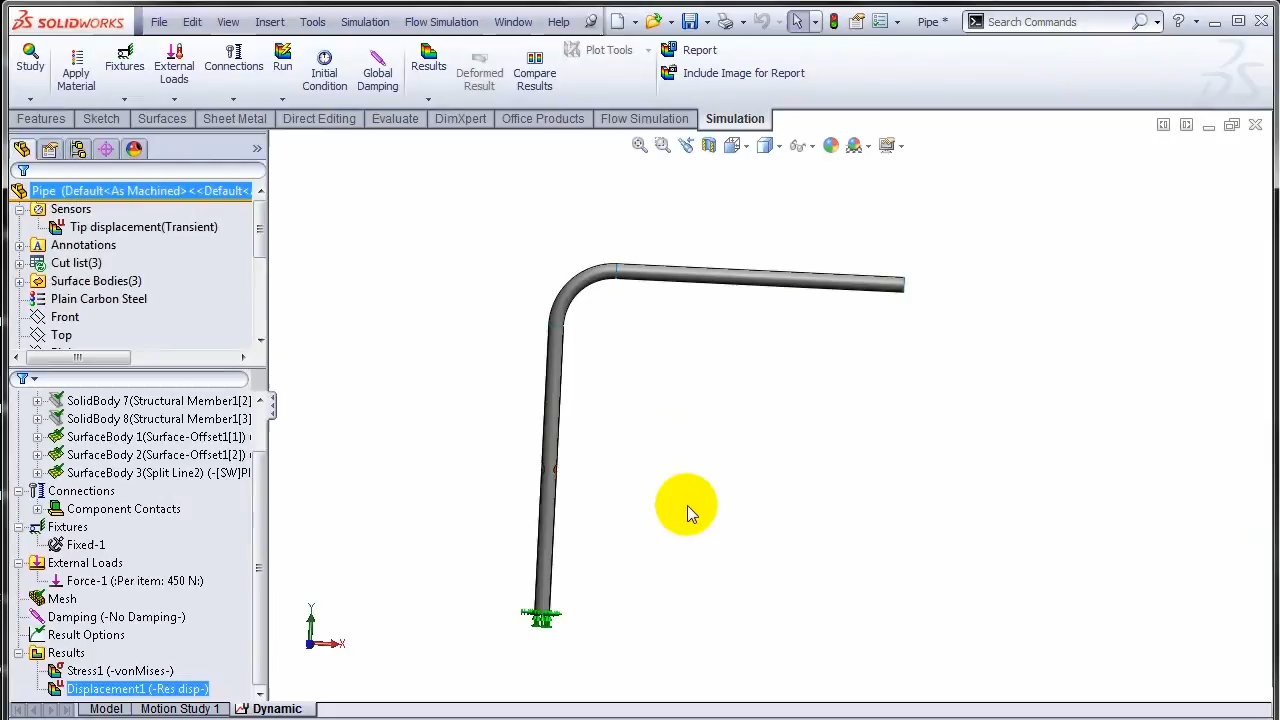 SOLIDWORKS File Edit View Insert Tools Simulation Flow Simulation Window Help Pipe * Search Commands
Study Apply Material Fixtures External Loads Connections Run Initial Condition Global Damping Results Deformed Result Compare Results Plot Tools Report
Include Image for Report
Features Sketch Surfaces Sheet Metal Direct Editing Evaluate DimXpert Office Products Flow Simulation Simulation
Pipe (Default<As Machined><<Default<
Sensors
Tip displacement(Transient)
Annotations
Cut list(3)
Surface Bodies(3)
Plain Carbon Steel
Front
Top
SolidBody 7(Structural Member1[2]
SolidBody 8(Structural Member1[3]
SurfaceBody 1(Surface-Offset1[1])
SurfaceBody 2(Surface-Offset1[2])
SurfaceBody 3(Split Line2) (-[SW]Pl
Connections
Component Contacts
Fixtures
Fixed-1
External Loads
Force-1 (:Per item: 450 N:)
Mesh
Damping (-No Damping-)
Result Options
Results
Stress1 (-vonMises-)
Displacement1 (-Res disp-)
Y
X
Model Motion Study 1 Dynamic